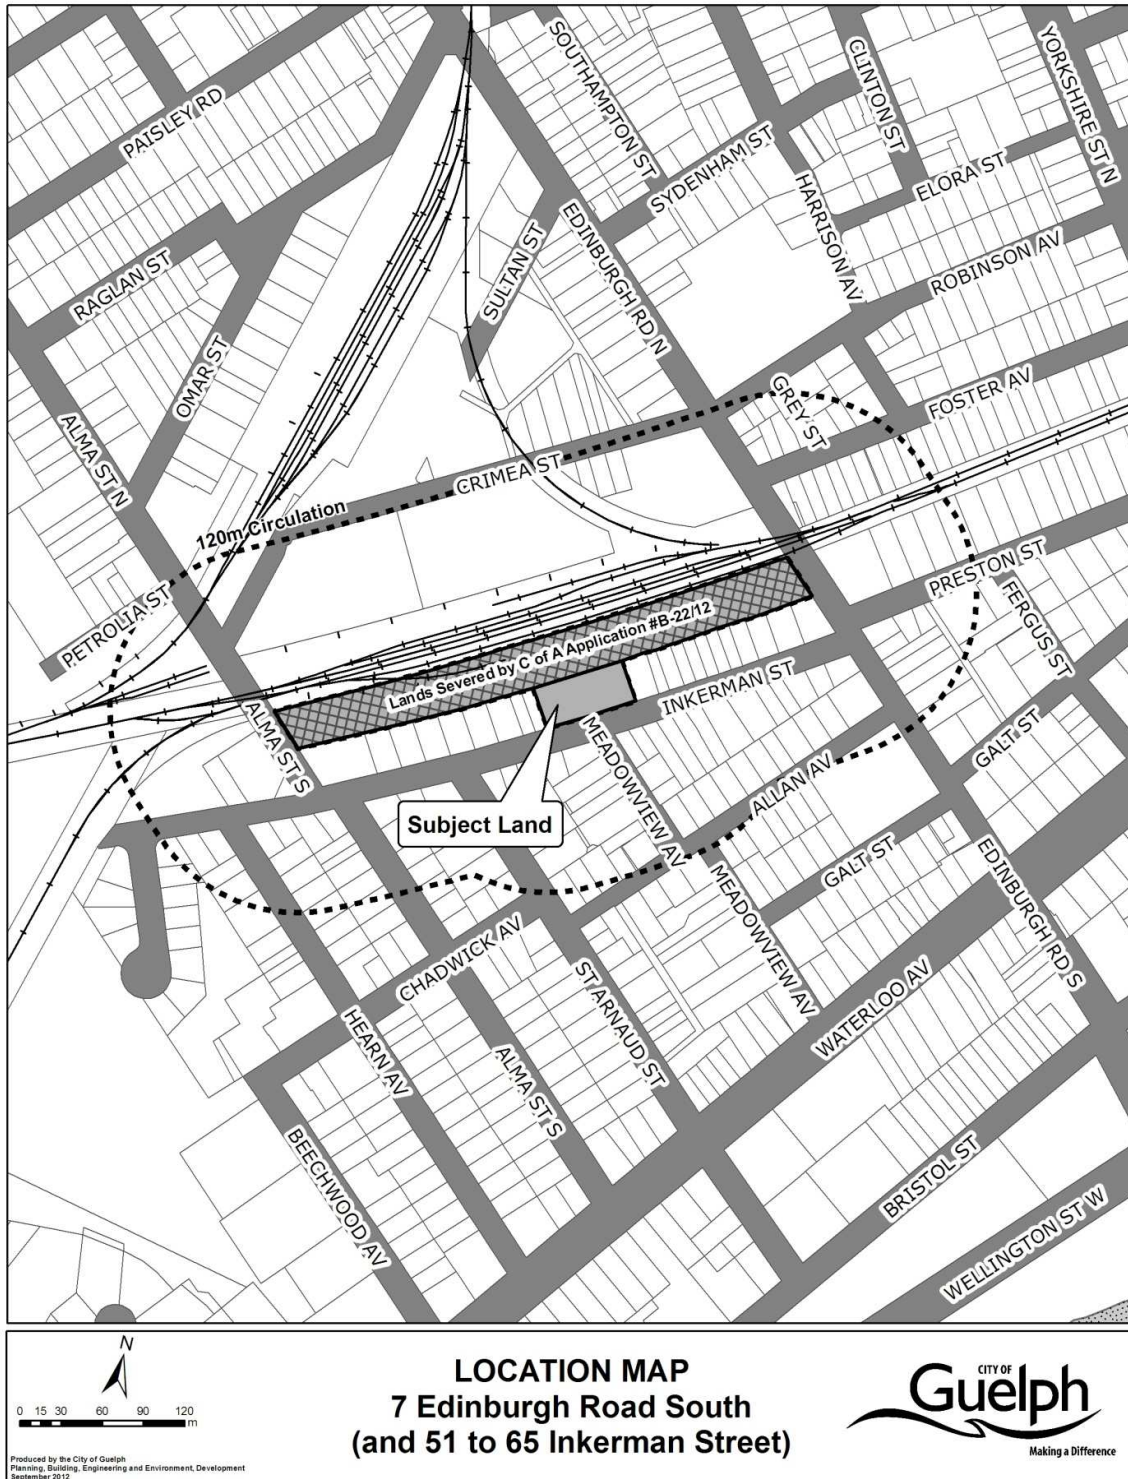 SOUTHAMPTON ST
CLINTON ST
YORKSHIRE ST N
PAISLEY RD
SYDENHAM ST
ELORA ST
HARRISON AV
EDINBURGH RD N
SULTAN ST
ROBINSON AV
RAGLAN ST
OMAR ST
GREY ST
FOSTER AV
ALMA ST N
CRIMEA ST
120m Circulation
PRESTON ST
FERGUS ST
PETROLIA ST
Lands Severed by C of A Application #B-22/12
INKERMAN ST
ALMA ST S
MEADOWVIEW AV
GALT ST
ALLAN AV
Subject Land
GALT ST
EDINBURGH RD S
MEADOWVIEW AV
CHADWICK AV
ST ARNAUD ST
WATERLOO AV
HEARN AV
ALMA ST S
BEECHWOOD AV
BRISTOL ST
WELLINGTON ST W
N
0 15 30 60 90 120
m
Produced by the City of Guelph
Planning, Building, Engineering and Environment, Development
September 2012
LOCATION MAP
7 Edinburgh Road South
(and 51 to 65 Inkerman Street)
CITY OF
Guelph
Making a Difference